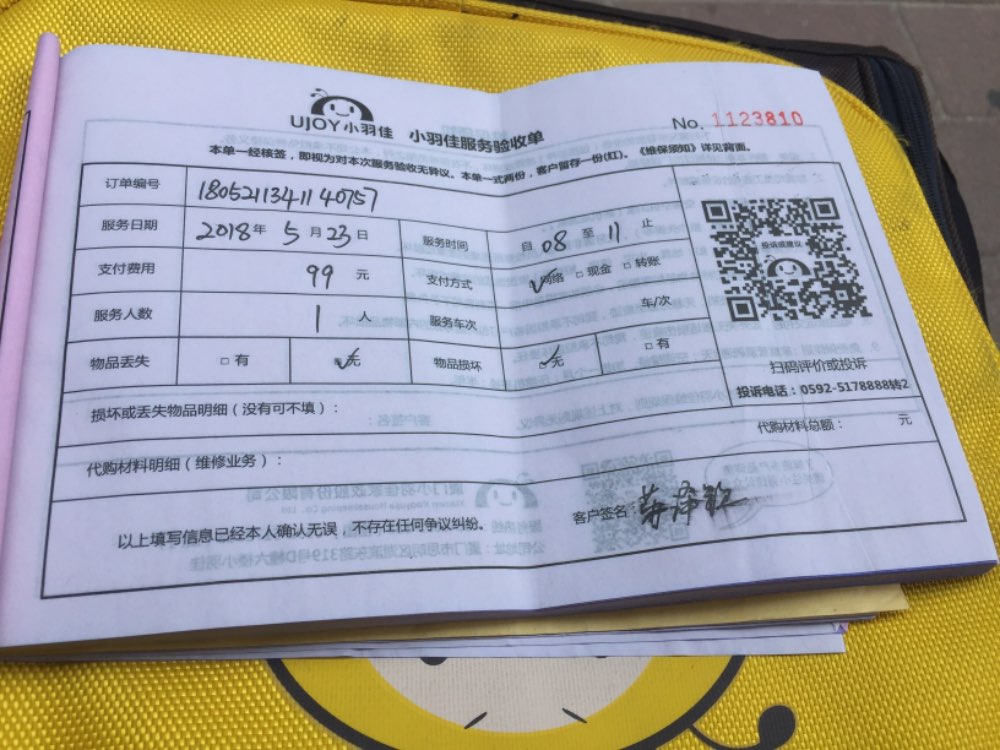 UJOY小羽佳 小羽佳服务验收单 No. 1123810
本单一经核签，即视为对本次服务验收无异议。本单一式两份，客户留存一份(红)。《维保须知》详见背面。
订单编号 1805211341140757
服务日期 2018年 5月23日 服务时间 自 08 至 11 止
投诉或建议
支付费用 99 元 支付方式 ✓网络 □现金 □转账
服务人数 1 人 服务车次 车/次
物品丢失 □有 ✓无 物品损坏 ✓无 □有
扫码评价或投诉
投诉电话：0592-5178888转2
损坏或丢失物品明细（没有可不填）：
代购材料总额： 元
代购材料明细（维修业务）：
以上填写信息已经本人确认无误，不存在任何争议纠纷。 客户签名：